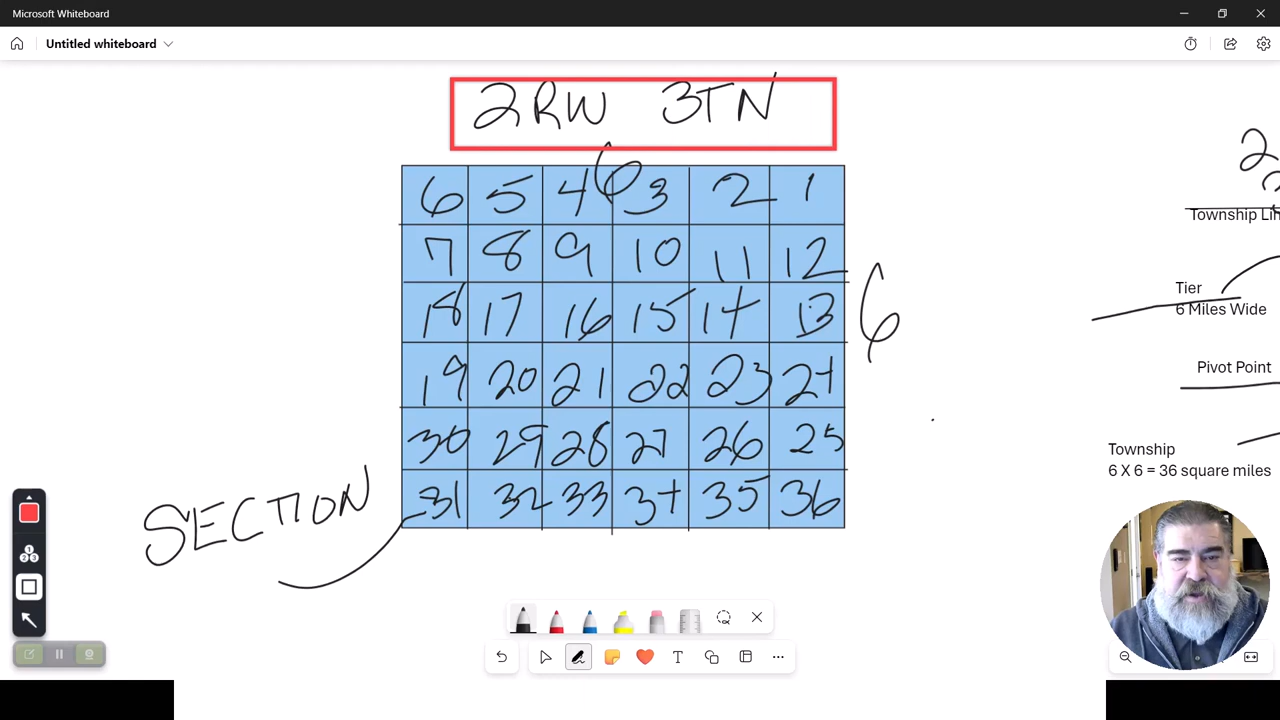 Microsoft Whiteboard
Untitled whiteboard
2RW 3TN
6
6 5 4 3 2 1
7 8 9 10 11 12
18 17 16 15 14 13
6
19 20 21 22 23 24
30 29 28 27 26 25
31 32 33 34 35 36
SECTION
2
Township Lin
Tier
6 Miles Wide
Pivot Point
Township
6 X 6 = 36 square miles